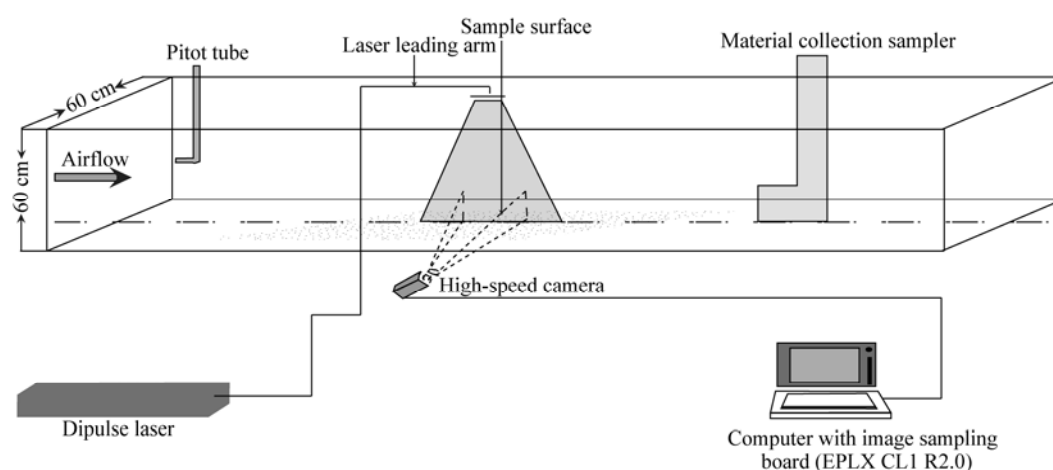 Sample surface
Laser leading arm
Pitot tube
Material collection sampler
60 cm
Airflow
60 cm
High-speed camera
Dipulse laser
Computer with image sampling
board (EPLX CL1 R2.0)